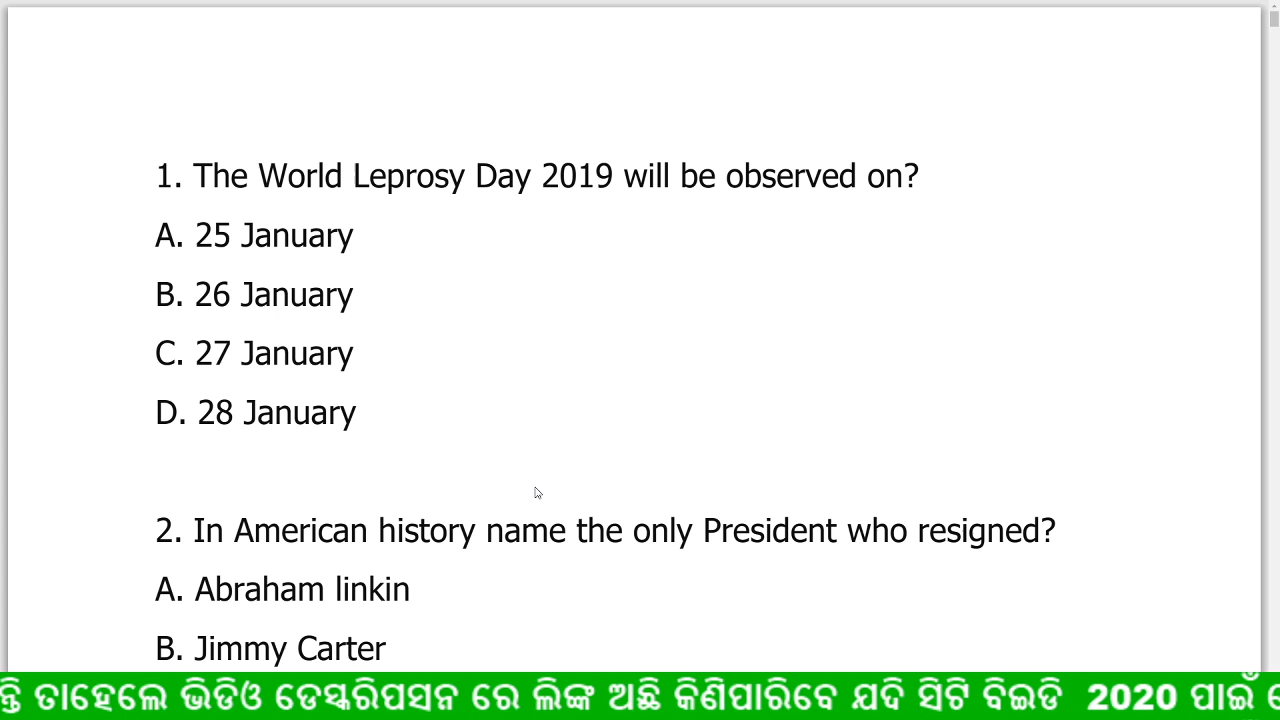 1. The World Leprosy Day 2019 will be observed on?
A. 25 January
B. 26 January
C. 27 January
D. 28 January
2. In American history name the only President who resigned?
A. Abraham linkin
B. Jimmy Carter
ତାହେଲେ ଭିଡିଓ ଡେସ୍କରିପସନ ରେ ଲିଙ୍କ ଅଛି କିଣିପାରିବେ ଯଦି ସିଟି ବିଇଡି 2020 ପାଇଁ